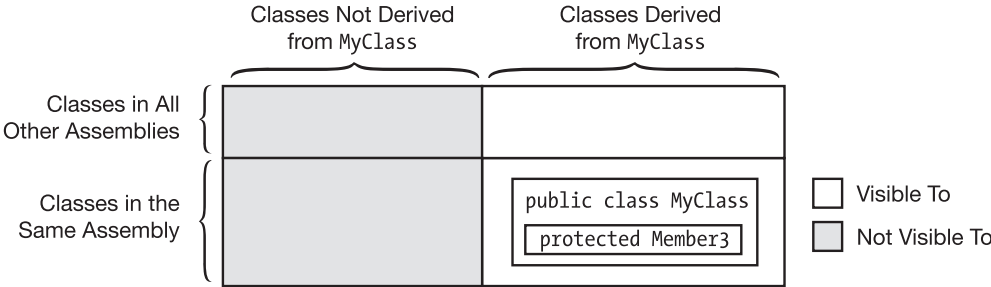 Classes Not Derived
from MyClass
Classes Derived
from MyClass
Classes in All
Other Assemblies
Classes in the
Same Assembly
public class MyClass
protected Member3
Visible To
Not Visible To